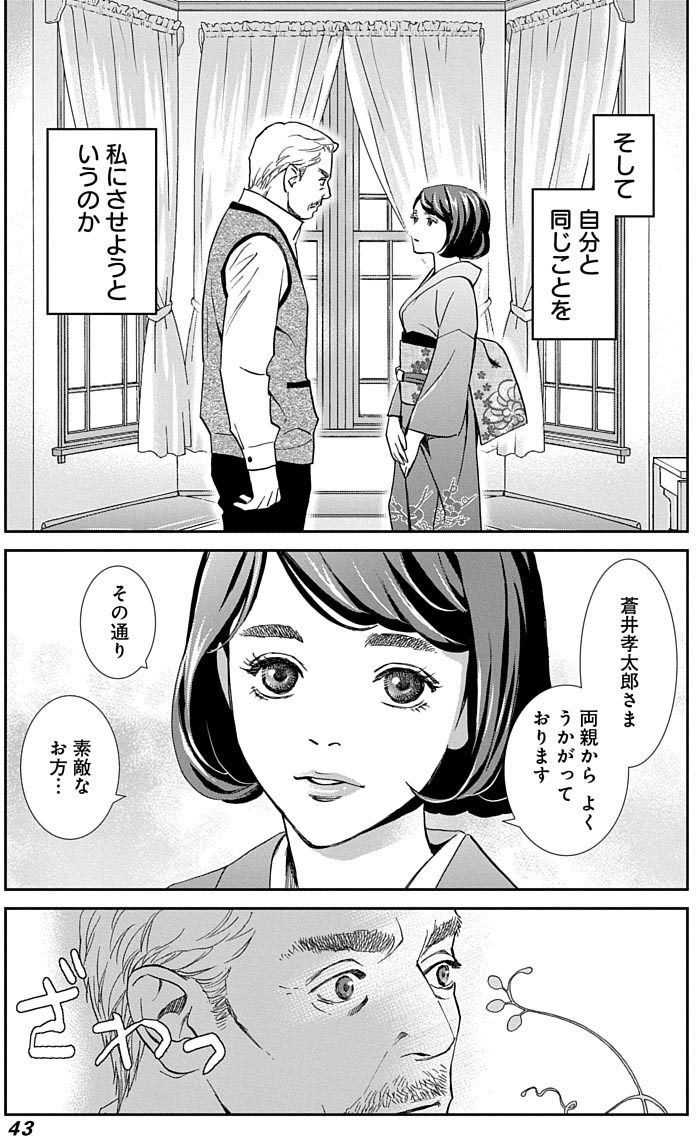 そして
自分と
同じことを
私にさせようと
いうのか
蒼井孝太郎さま
両親から よく
うかがって
おります
その通り
素敵な
お方…
ざわっ
43